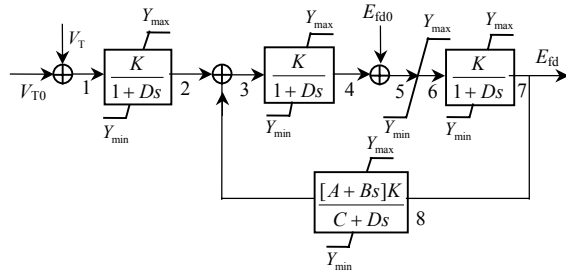 Y_max
V_T
V_T0
1
K
1 + Ds
Y_min
2
3
Y_max
K
1 + Ds
Y_min
4
E_fd0
5
Y_max
Y_min
6
Y_max
K
1 + Ds
Y_min
7
E_fd
Y_max
[A + Bs]K
C + Ds
Y_min
8